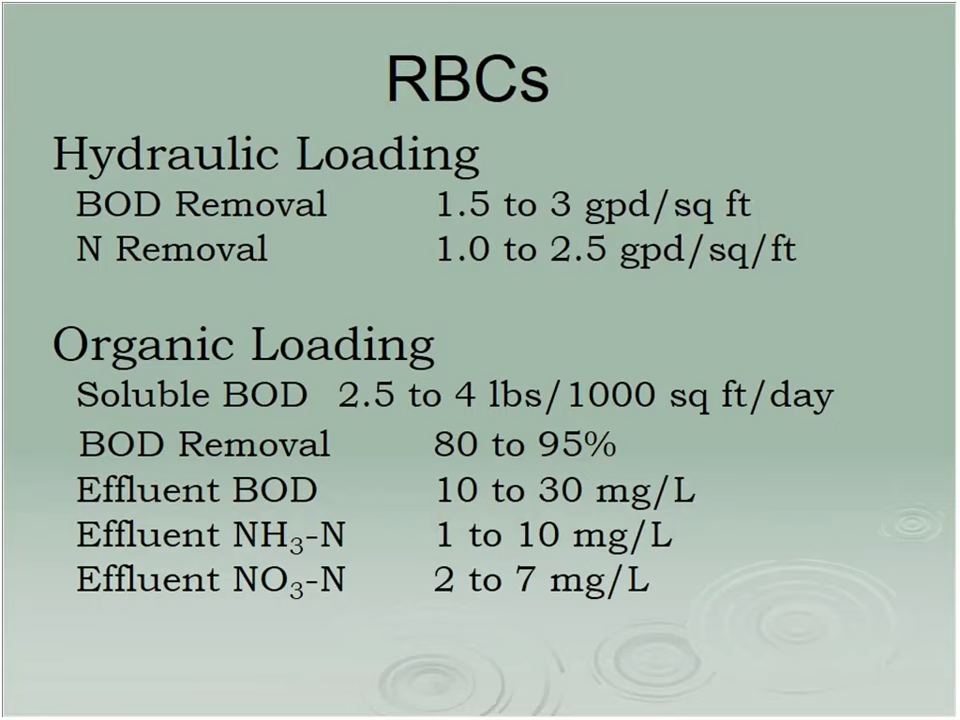 RBCs
Hydraulic Loading
BOD Removal 1.5 to 3 gpd/sq ft
N Removal 1.0 to 2.5 gpd/sq/ft
Organic Loading
Soluble BOD 2.5 to 4 lbs/1000 sq ft/day
BOD Removal 80 to 95%
Effluent BOD 10 to 30 mg/L
Effluent NH₃-N 1 to 10 mg/L
Effluent NO₃-N 2 to 7 mg/L